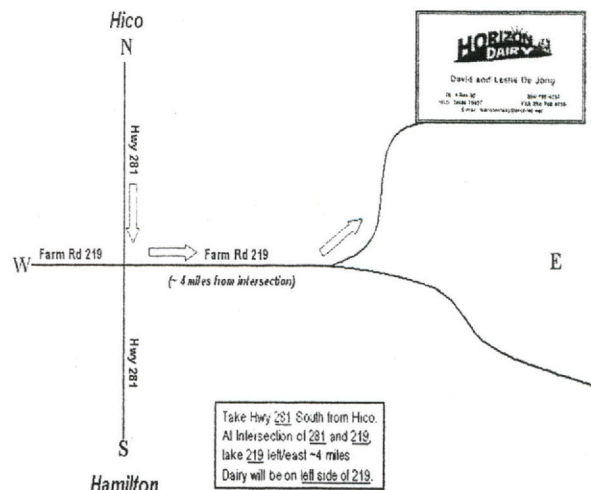 Hico
N
HORIZON
DAIRY
David and Leslie De Jong
Hwy 281
Farm Rd 219
Farm Rd 219
W
E
(~ 4 miles from intersection)
Hwy 281
Take Hwy 281 South from Hico.
At Intersection of 281 and 219,
take 219 left/east ~4 miles
Dairy will be on left side of 219.
S
Hamilton